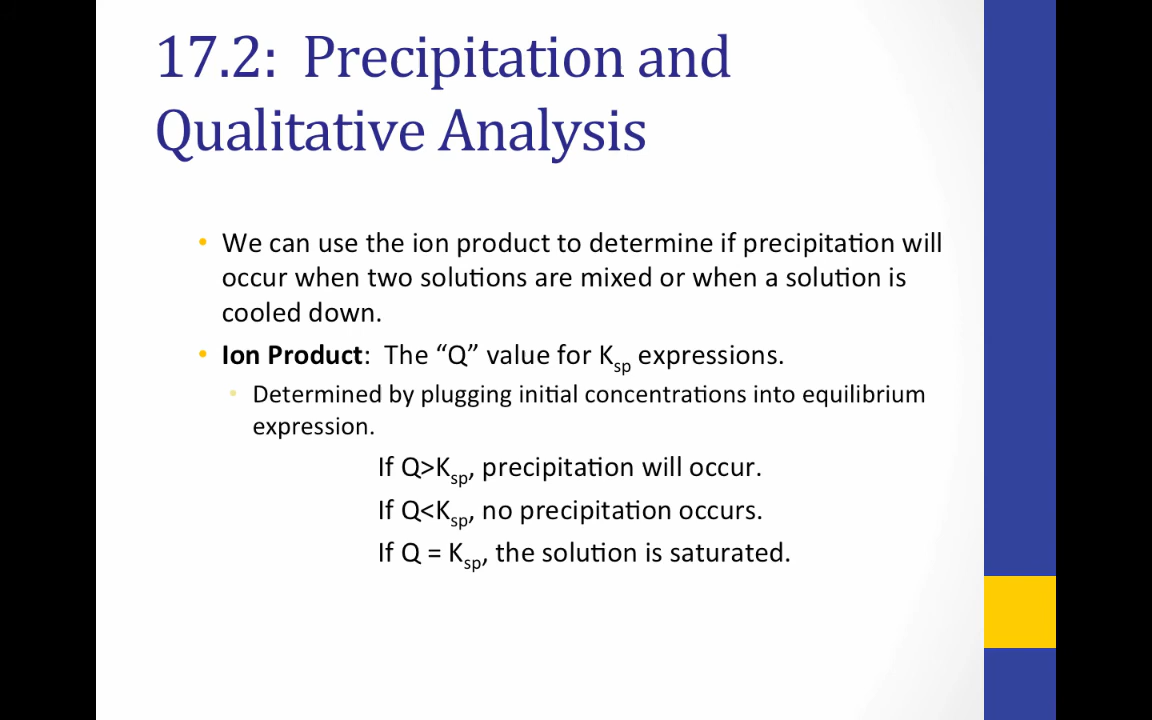 17.2:  Precipitation and
Qualitative Analysis
• We can use the ion product to determine if precipitation will
occur when two solutions are mixed or when a solution is
cooled down.
• Ion Product:  The “Q” value for Ksp expressions.
• Determined by plugging initial concentrations into equilibrium
expression.
If Q>Ksp, precipitation will occur.
If Q<Ksp, no precipitation occurs.
If Q = Ksp, the solution is saturated.